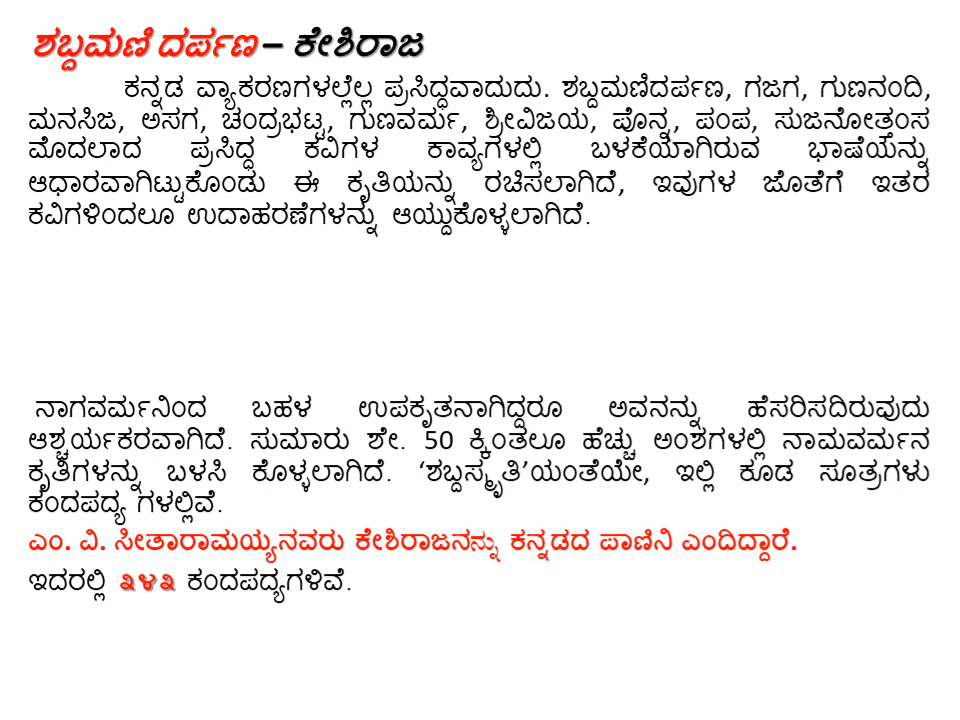 ಶಬ್ದಮಣಿ ದರ್ಪಣ – ಕೇಶಿರಾಜ
ಕನ್ನಡ ವ್ಯಾಕರಣಗಳಲ್ಲೆಲ್ಲ ಪ್ರಸಿದ್ಧವಾದುದು. ಶಬ್ದಮಣಿದರ್ಪಣ, ಗಜಗ, ಗುಣನಂದಿ,
ಮನಸಿಜ, ಅಸಗ, ಚಂದ್ರಭಟ್ಟ, ಗುಣವರ್ಮ, ಶ್ರೀವಿಜಯ, ಪೊನ್ನ, ಪಂಪ, ಸುಜನೋತ್ತಂಸ
ಮೊದಲಾದ ಪ್ರಸಿದ್ಧ ಕವಿಗಳ ಕಾವ್ಯಗಳಲ್ಲಿ ಬಳಕೆಯಾಗಿರುವ ಭಾಷೆಯನ್ನು
ಆಧಾರವಾಗಿಟ್ಟುಕೊಂಡು ಈ ಕೃತಿಯನ್ನು ರಚಿಸಲಾಗಿದೆ, ಇವುಗಳ ಜೊತೆಗೆ ಇತರ
ಕವಿಗಳಿಂದಲೂ ಉದಾಹರಣೆಗಳನ್ನು ಆಯ್ದುಕೊಳ್ಳಲಾಗಿದೆ.
ನಾಗವರ್ಮನಿಂದ ಬಹಳ ಉಪಕೃತನಾಗಿದ್ದರೂ ಅವನನ್ನು ಹೆಸರಿಸದಿರುವುದು
ಆಶ್ಚರ್ಯಕರವಾಗಿದೆ. ಸುಮಾರು ಶೇ. 50 ಕ್ಕಿಂತಲೂ ಹೆಚ್ಚು ಅಂಶಗಳಲ್ಲಿ ನಾಮವರ್ಮನ
ಕೃತಿಗಳನ್ನು ಬಳಸಿ ಕೊಳ್ಳಲಾಗಿದೆ. ‘ಶಬ್ದಸ್ಮೃತಿ’ಯಂತೆಯೇ, ಇಲ್ಲಿ ಕೂಡ ಸೂತ್ರಗಳು
ಕಂದಪದ್ಯ ಗಳಲ್ಲಿವೆ.
ಎಂ. ವಿ. ಸೀತಾರಾಮಯ್ಯನವರು ಕೇಶಿರಾಜನನ್ನು ಕನ್ನಡದ ಪಾಣಿನಿ ಎಂದಿದ್ದಾರೆ.
ಇದರಲ್ಲಿ ೩೪೩ ಕಂದಪದ್ಯಗಳಿವೆ.